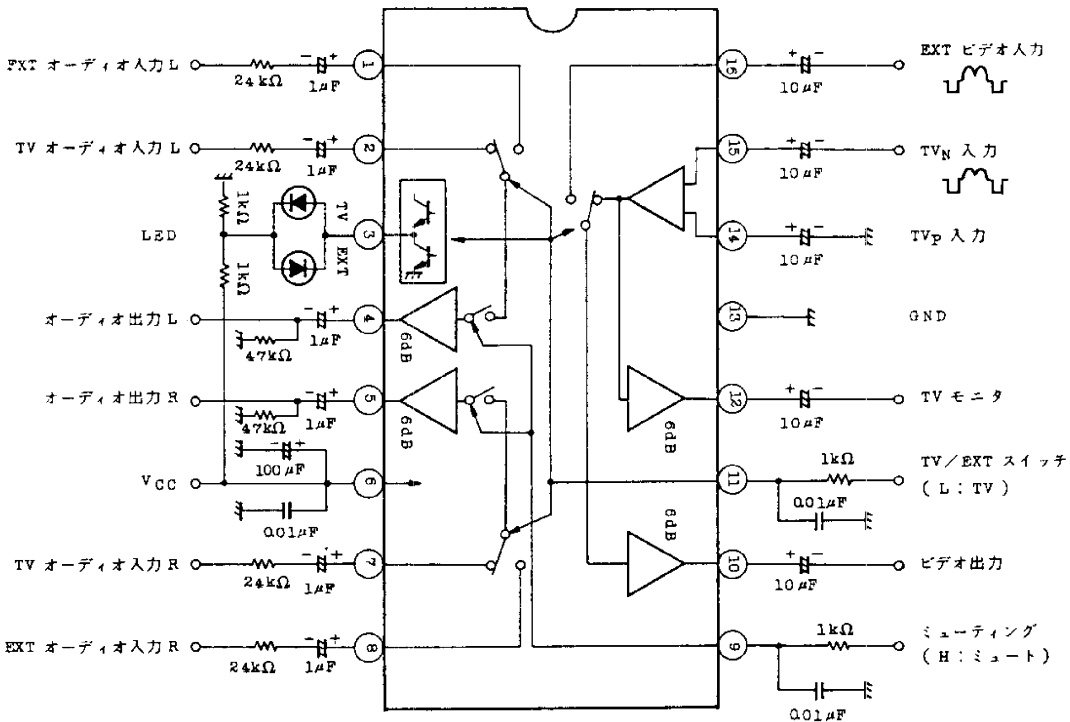 FXT オーディオ入力 L
24kΩ
- +
1μF
1
TV オーディオ入力 L
24kΩ
- +
1μF
2
1kΩ
TV
LED
3
EXT
1kΩ
オーディオ出力 L
- +
4
47kΩ
1μF
6dB
オーディオ出力 R
- +
5
47kΩ
1μF
6dB
- +
100μF
VCC
6
0.01μF
TV オーディオ入力 R
24kΩ
- +
1μF
7
EXT オーディオ入力 R
24kΩ
- +
1μF
8
16
+ -
10μF
EXT ビデオ入力
15
+ -
10μF
TVN 入力
14
+ -
10μF
TVP 入力
13
GND
12
+ -
10μF
TV モニタ
6dB
11
1kΩ
TV/EXT スイッチ
(L:TV)
0.01μF
6dB
10
+ -
10μF
ビデオ出力
9
1kΩ
ミューティング
(H:ミュート)
0.01μF